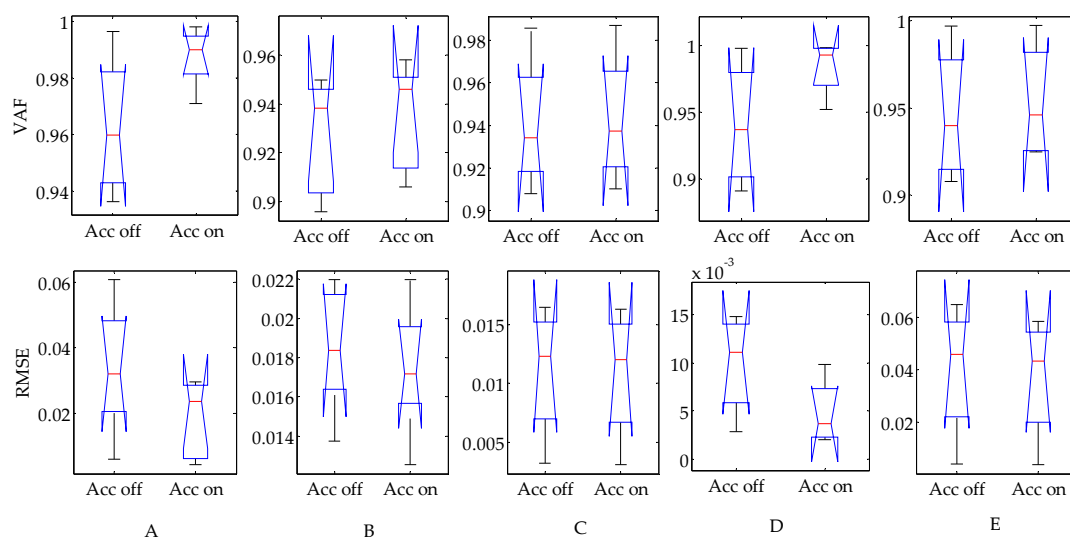 VAF
1
0.98
0.96
0.94
Acc off Acc on
0.96
0.94
0.92
0.9
Acc off Acc on
0.98
0.96
0.94
0.92
0.9
Acc off Acc on
1
0.95
0.9
Acc off Acc on
1
0.95
0.9
Acc off Acc on
RMSE
0.06
0.04
0.02
Acc off Acc on
0.022
0.02
0.018
0.016
0.014
Acc off Acc on
0.015
0.01
0.005
Acc off Acc on
x 10⁻³
15
10
5
0
Acc off Acc on
0.06
0.04
0.02
Acc off Acc on
A B C D E